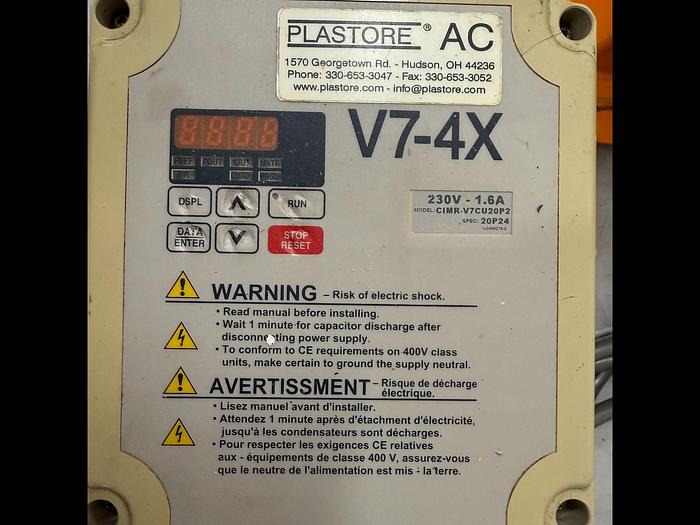 PLASTORE ® AC
1570 Georgetown Rd. - Hudson, OH 44236
Phone: 330-653-3047 - Fax: 330-653-3052
www.plastore.com - info@plastore.com
V7-4X
FREF FOUT IOUT MNTR
PRGM
DSPL RUN
230V - 1.6A
MODEL: CIMR-V7CU20P2
SPEC: 20P24
DATA ENTER
STOP RESET
WARNING – Risk of electric shock.
• Read manual before installing.
• Wait 1 minute for capacitor discharge after
disconnecting power supply.
• To conform to CE requirements on 400V class
units, make certain to ground the supply neutral.
AVERTISSMENT – Risque de décharge
électrique.
• Lisez manuel avant d'installer.
• Attendez 1 minute après d'étachment d'électricité,
jusqu'à les condensateurs sont décharges.
• Pour respecter les exigences CE relatives
aux - équipements de classe 400 V, assurez-vous
que le neutre de l'alimentation est mis à la terre.